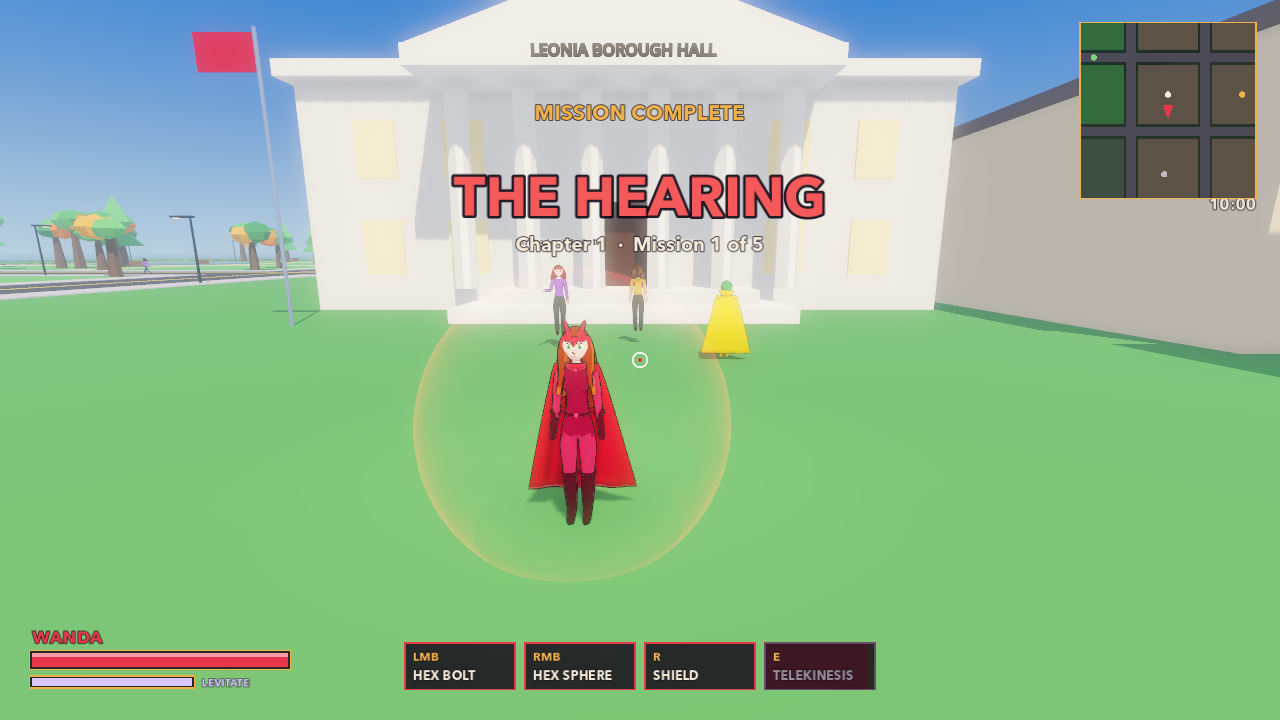 LEONIA BOROUGH HALL
MISSION COMPLETE
THE HEARING
Chapter 1 · Mission 1 of 5
10:00
WANDA
LEVITATE
LMB
HEX BOLT
RMB
HEX SPHERE
R
SHIELD
E
TELEKINESIS